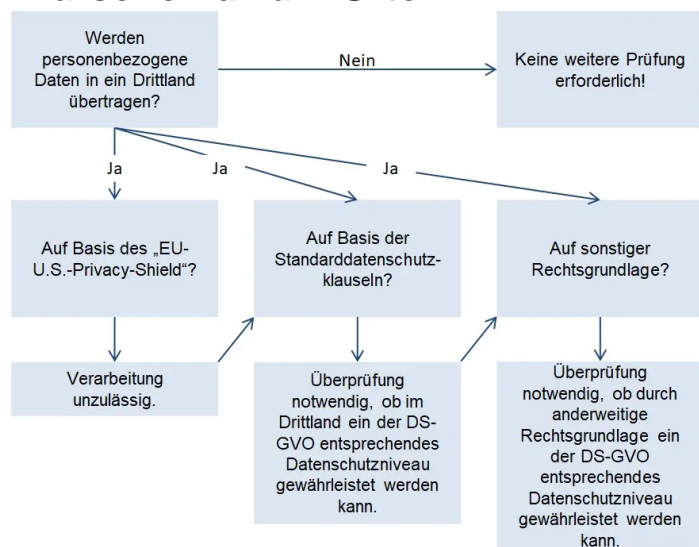 Werden
personenbezogene
Daten in ein Drittland
übertragen?
Nein
Keine weitere Prüfung
erforderlich!
Ja
Ja
Ja
Auf Basis des „EU-
U.S.-Privacy-Shield“?
Auf Basis der
Standarddatenschutz-
klauseln?
Auf sonstiger
Rechtsgrundlage?
Verarbeitung
unzulässig.
Überprüfung
notwendig, ob im
Drittland ein der DS-
GVO entsprechendes
Datenschutzniveau
gewährleistet werden
kann.
Überprüfung
notwendig, ob durch
anderweitige
Rechtsgrundlage ein
der DS-GVO
entsprechendes
Datenschutzniveau
gewährleistet werden
kann.